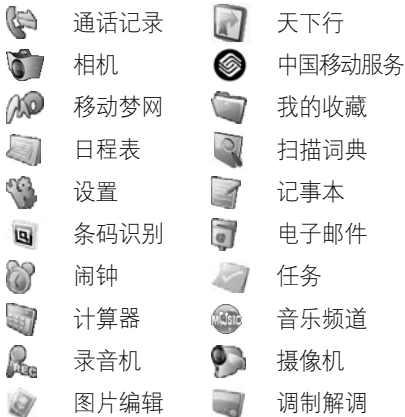 通话记录 天下行
相机 中国移动服务
移动梦网 我的收藏
日程表 扫描词典
设置 记事本
条码识别 电子邮件
闹钟 任务
计算器 MUSIC 音乐频道
REC 录音机 摄像机
图片编辑 调制解调